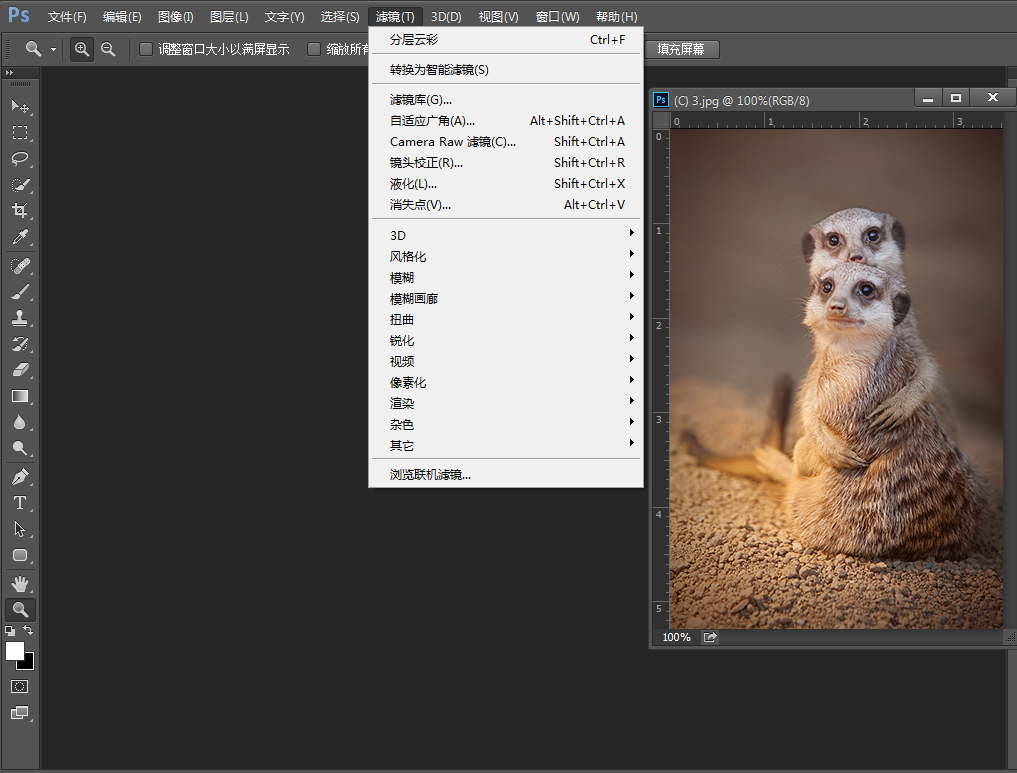 Ps 文件(F) 编辑(E) 图像(I) 图层(L) 文字(Y) 选择(S) 滤镜(T) 3D(D) 视图(V) 窗口(W) 帮助(H)
调整窗口大小以满屏显示 缩放所有 填充屏幕
分层云彩 Ctrl+F
转换为智能滤镜(S)
滤镜库(G)...
自适应广角(A)... Alt+Shift+Ctrl+A
Camera Raw 滤镜(C)... Shift+Ctrl+A
镜头校正(R)... Shift+Ctrl+R
液化(L)... Shift+Ctrl+X
消失点(V)... Alt+Ctrl+V
3D
风格化
模糊
模糊画廊
扭曲
锐化
视频
像素化
渲染
杂色
其它
浏览联机滤镜...
Ps (C) 3.jpg @ 100%(RGB/8)
0 1 2 3
0
1
2
3
4
5
100%
T